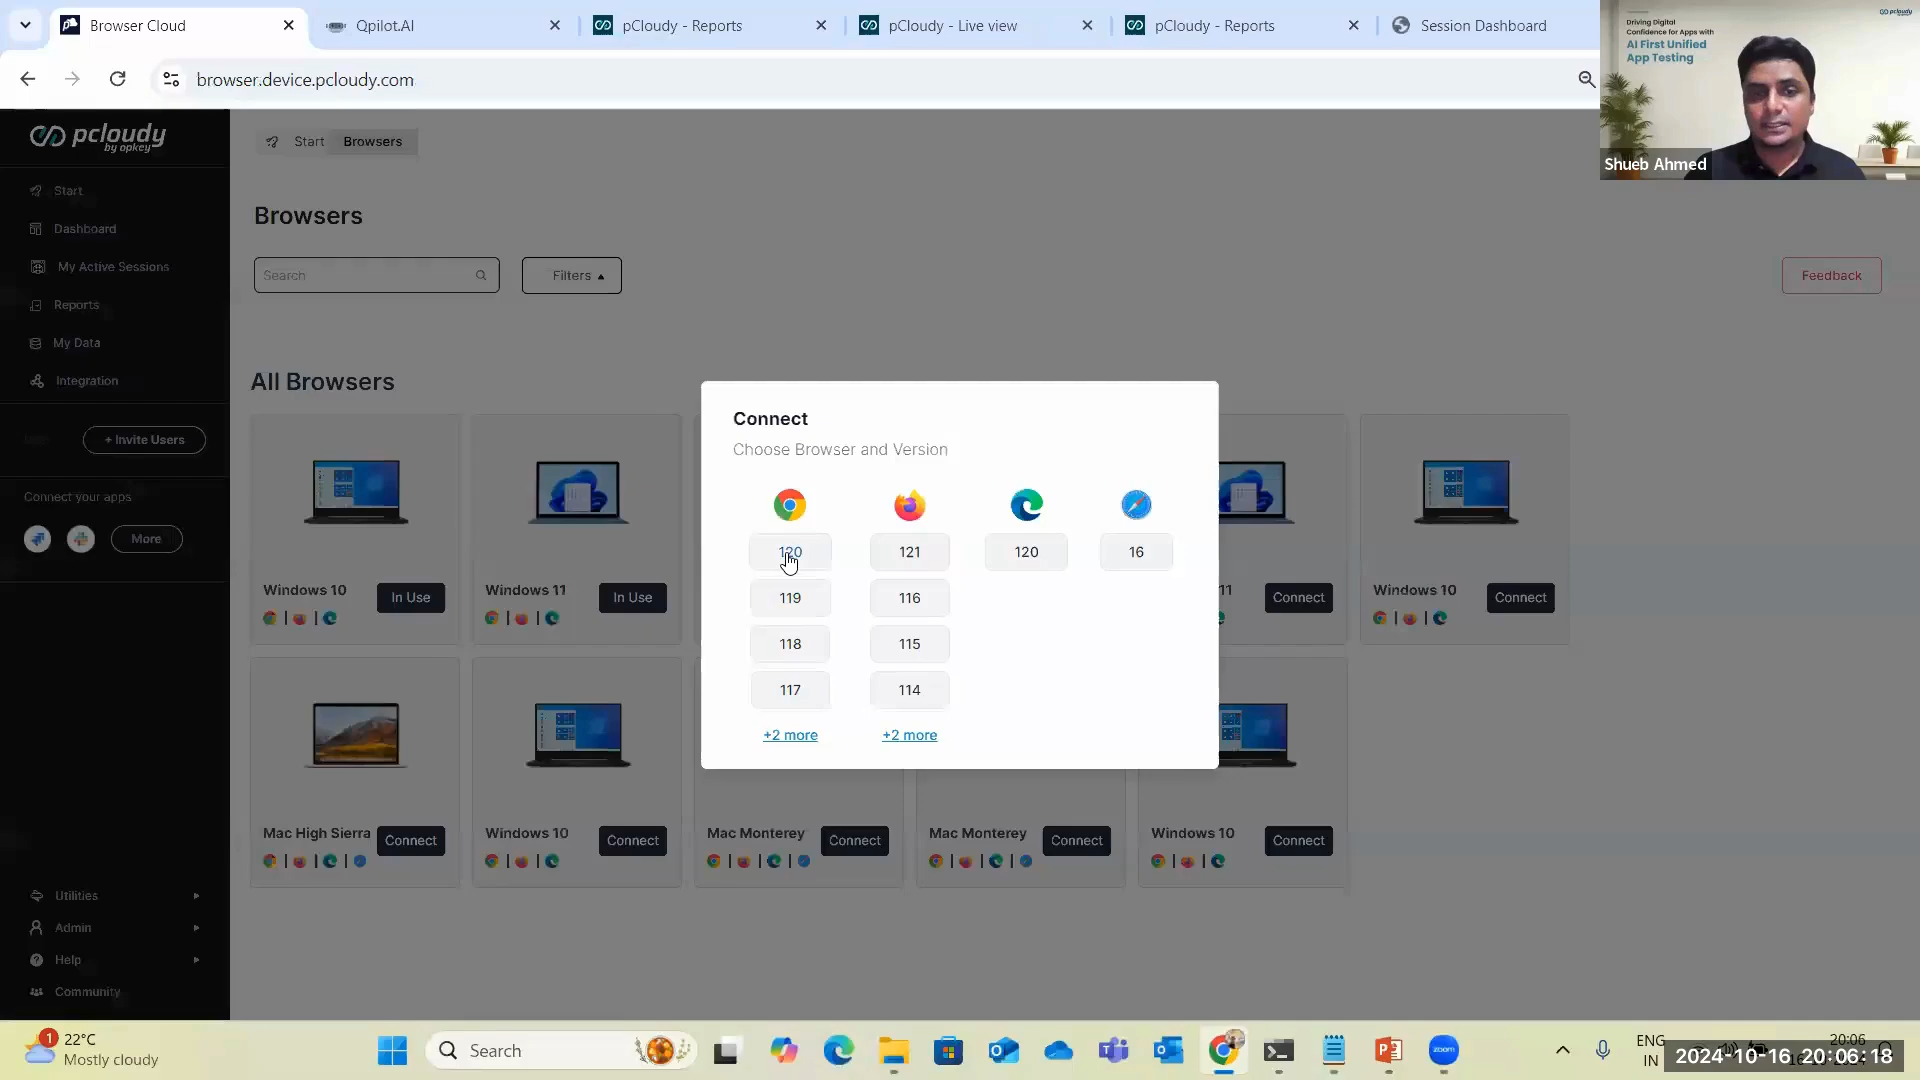 Browser Cloud
Qpilot.AI
pCloudy - Reports
pCloudy - Live view
pCloudy - Reports
Session Dashboard
browser.device.pcloudy.com
Driving Digital
Confidence for Apps with
AI First Unified
App Testing
pcloudy
Shueb Ahmed
pcloudy
by opkey
Start
Dashboard
My Active Sessions
Reports
My Data
Integration
+ Invite Users
Connect your apps
More
Utilities
Admin
Help
Community
Start
Browsers
Browsers
Search
Filters
Feedback
All Browsers
Windows 10
In Use
Windows 11
In Use
11
Connect
Windows 10
Connect
Connect
Choose Browser and Version
120
121
120
16
119
116
118
115
117
114
+2 more
+2 more
Mac High Sierra
Connect
Windows 10
Connect
Mac Monterey
Connect
Mac Monterey
Connect
Windows 10
Connect
1
22°C
Mostly cloudy
Search
zoom
ENG
IN
20:06
2024-10-16 20:06:18